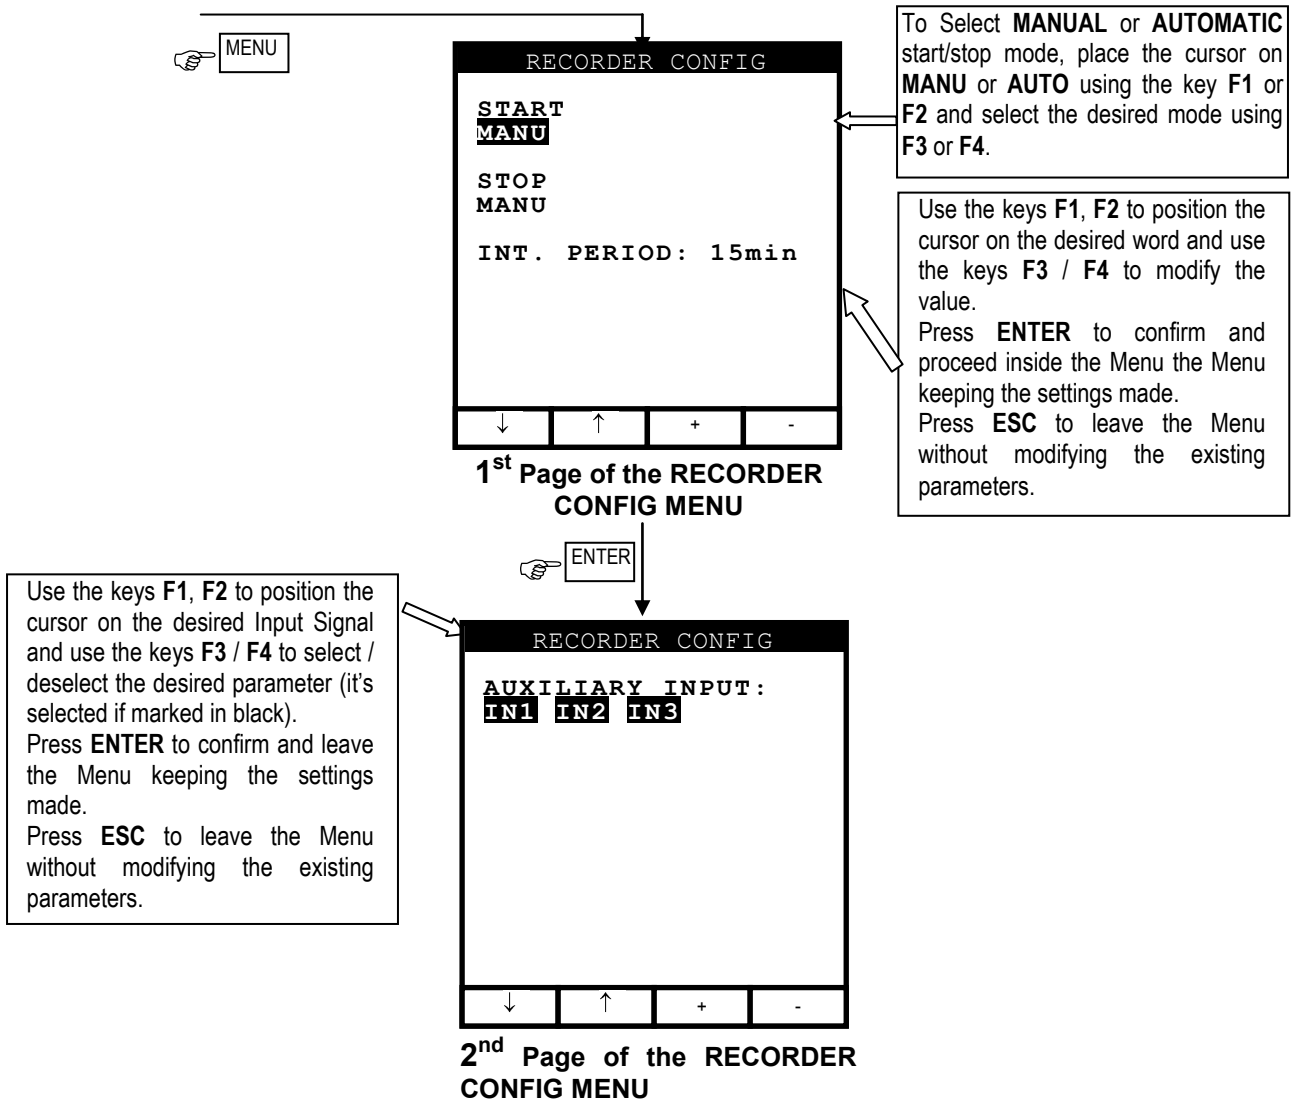 MENU
RECORDER CONFIG
START
MANU
STOP
MANU
INT. PERIOD: 15min
↓ ↑ + -
1st Page of the RECORDER
CONFIG MENU
To Select MANUAL or AUTOMATIC
start/stop mode, place the cursor on
MANU or AUTO using the key F1 or
F2 and select the desired mode using
F3 or F4.
Use the keys F1, F2 to position the
cursor on the desired word and use
the keys F3 / F4 to modify the
value.
Press ENTER to confirm and
proceed inside the Menu the Menu
keeping the settings made.
Press ESC to leave the Menu
without modifying the existing
parameters.
ENTER
Use the keys F1, F2 to position the
cursor on the desired Input Signal
and use the keys F3 / F4 to select /
deselect the desired parameter (it's
selected if marked in black).
Press ENTER to confirm and leave
the Menu keeping the settings
made.
Press ESC to leave the Menu
without modifying the existing
parameters.
RECORDER CONFIG
AUXILIARY INPUT:
IN1 IN2 IN3
↓ ↑ + -
2nd Page of the RECORDER
CONFIG MENU